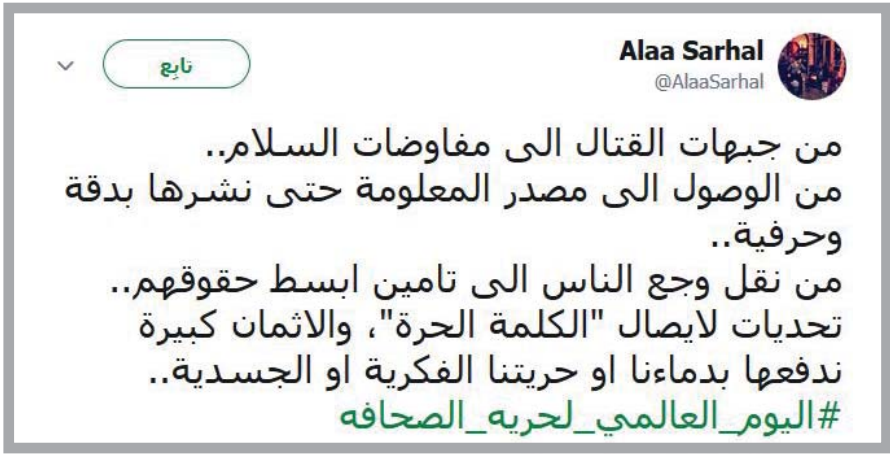 Alaa Sarhal
@AlaaSarhal
تابع
من جبهات القتال الى مفاوضات السلام..
من الوصول الى مصدر المعلومة حتى نشرها بدقة
وحرفية..
من نقل وجع الناس الى تامين ابسط حقوقهم..
تحديات لايصال "الكلمة الحرة"، والاثمان كبيرة
ندفعها بدماءنا او حريتنا الفكرية او الجسدية..
#اليوم_العالمي_لحريه_الصحافه